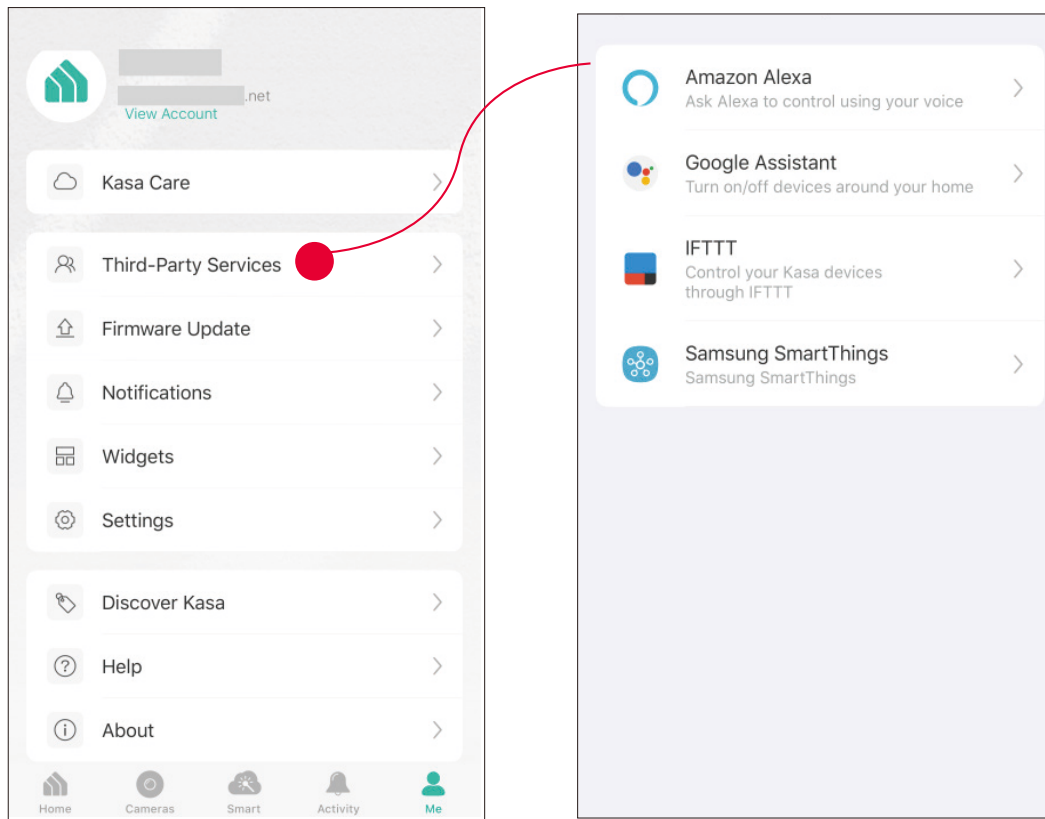 .net
View Account
Kasa Care
Third-Party Services
Firmware Update
Notifications
Widgets
Settings
Discover Kasa
Help
About
Home
Cameras
Smart
Activity
Me
Amazon Alexa
Ask Alexa to control using your voice
Google Assistant
Turn on/off devices around your home
IFTTT
Control your Kasa devices
through IFTTT
Samsung SmartThings
Samsung SmartThings